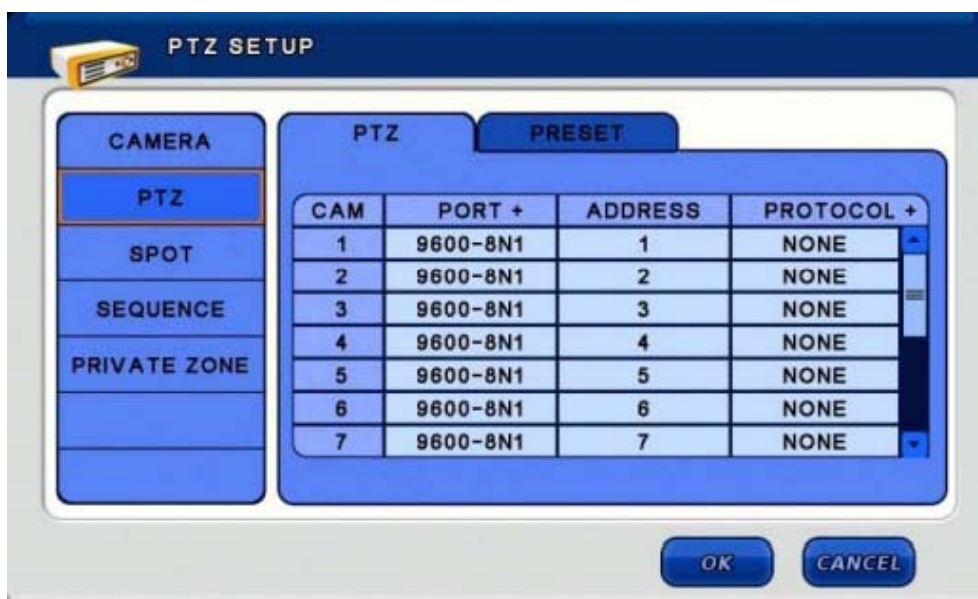 PTZ SETUP
CAMERA
PTZ
SPOT
SEQUENCE
PRIVATE ZONE
PTZ PRESET
CAM PORT + ADDRESS PROTOCOL +
1 9600-8N1 1 NONE
2 9600-8N1 2 NONE
3 9600-8N1 3 NONE
4 9600-8N1 4 NONE
5 9600-8N1 5 NONE
6 9600-8N1 6 NONE
7 9600-8N1 7 NONE
OK CANCEL